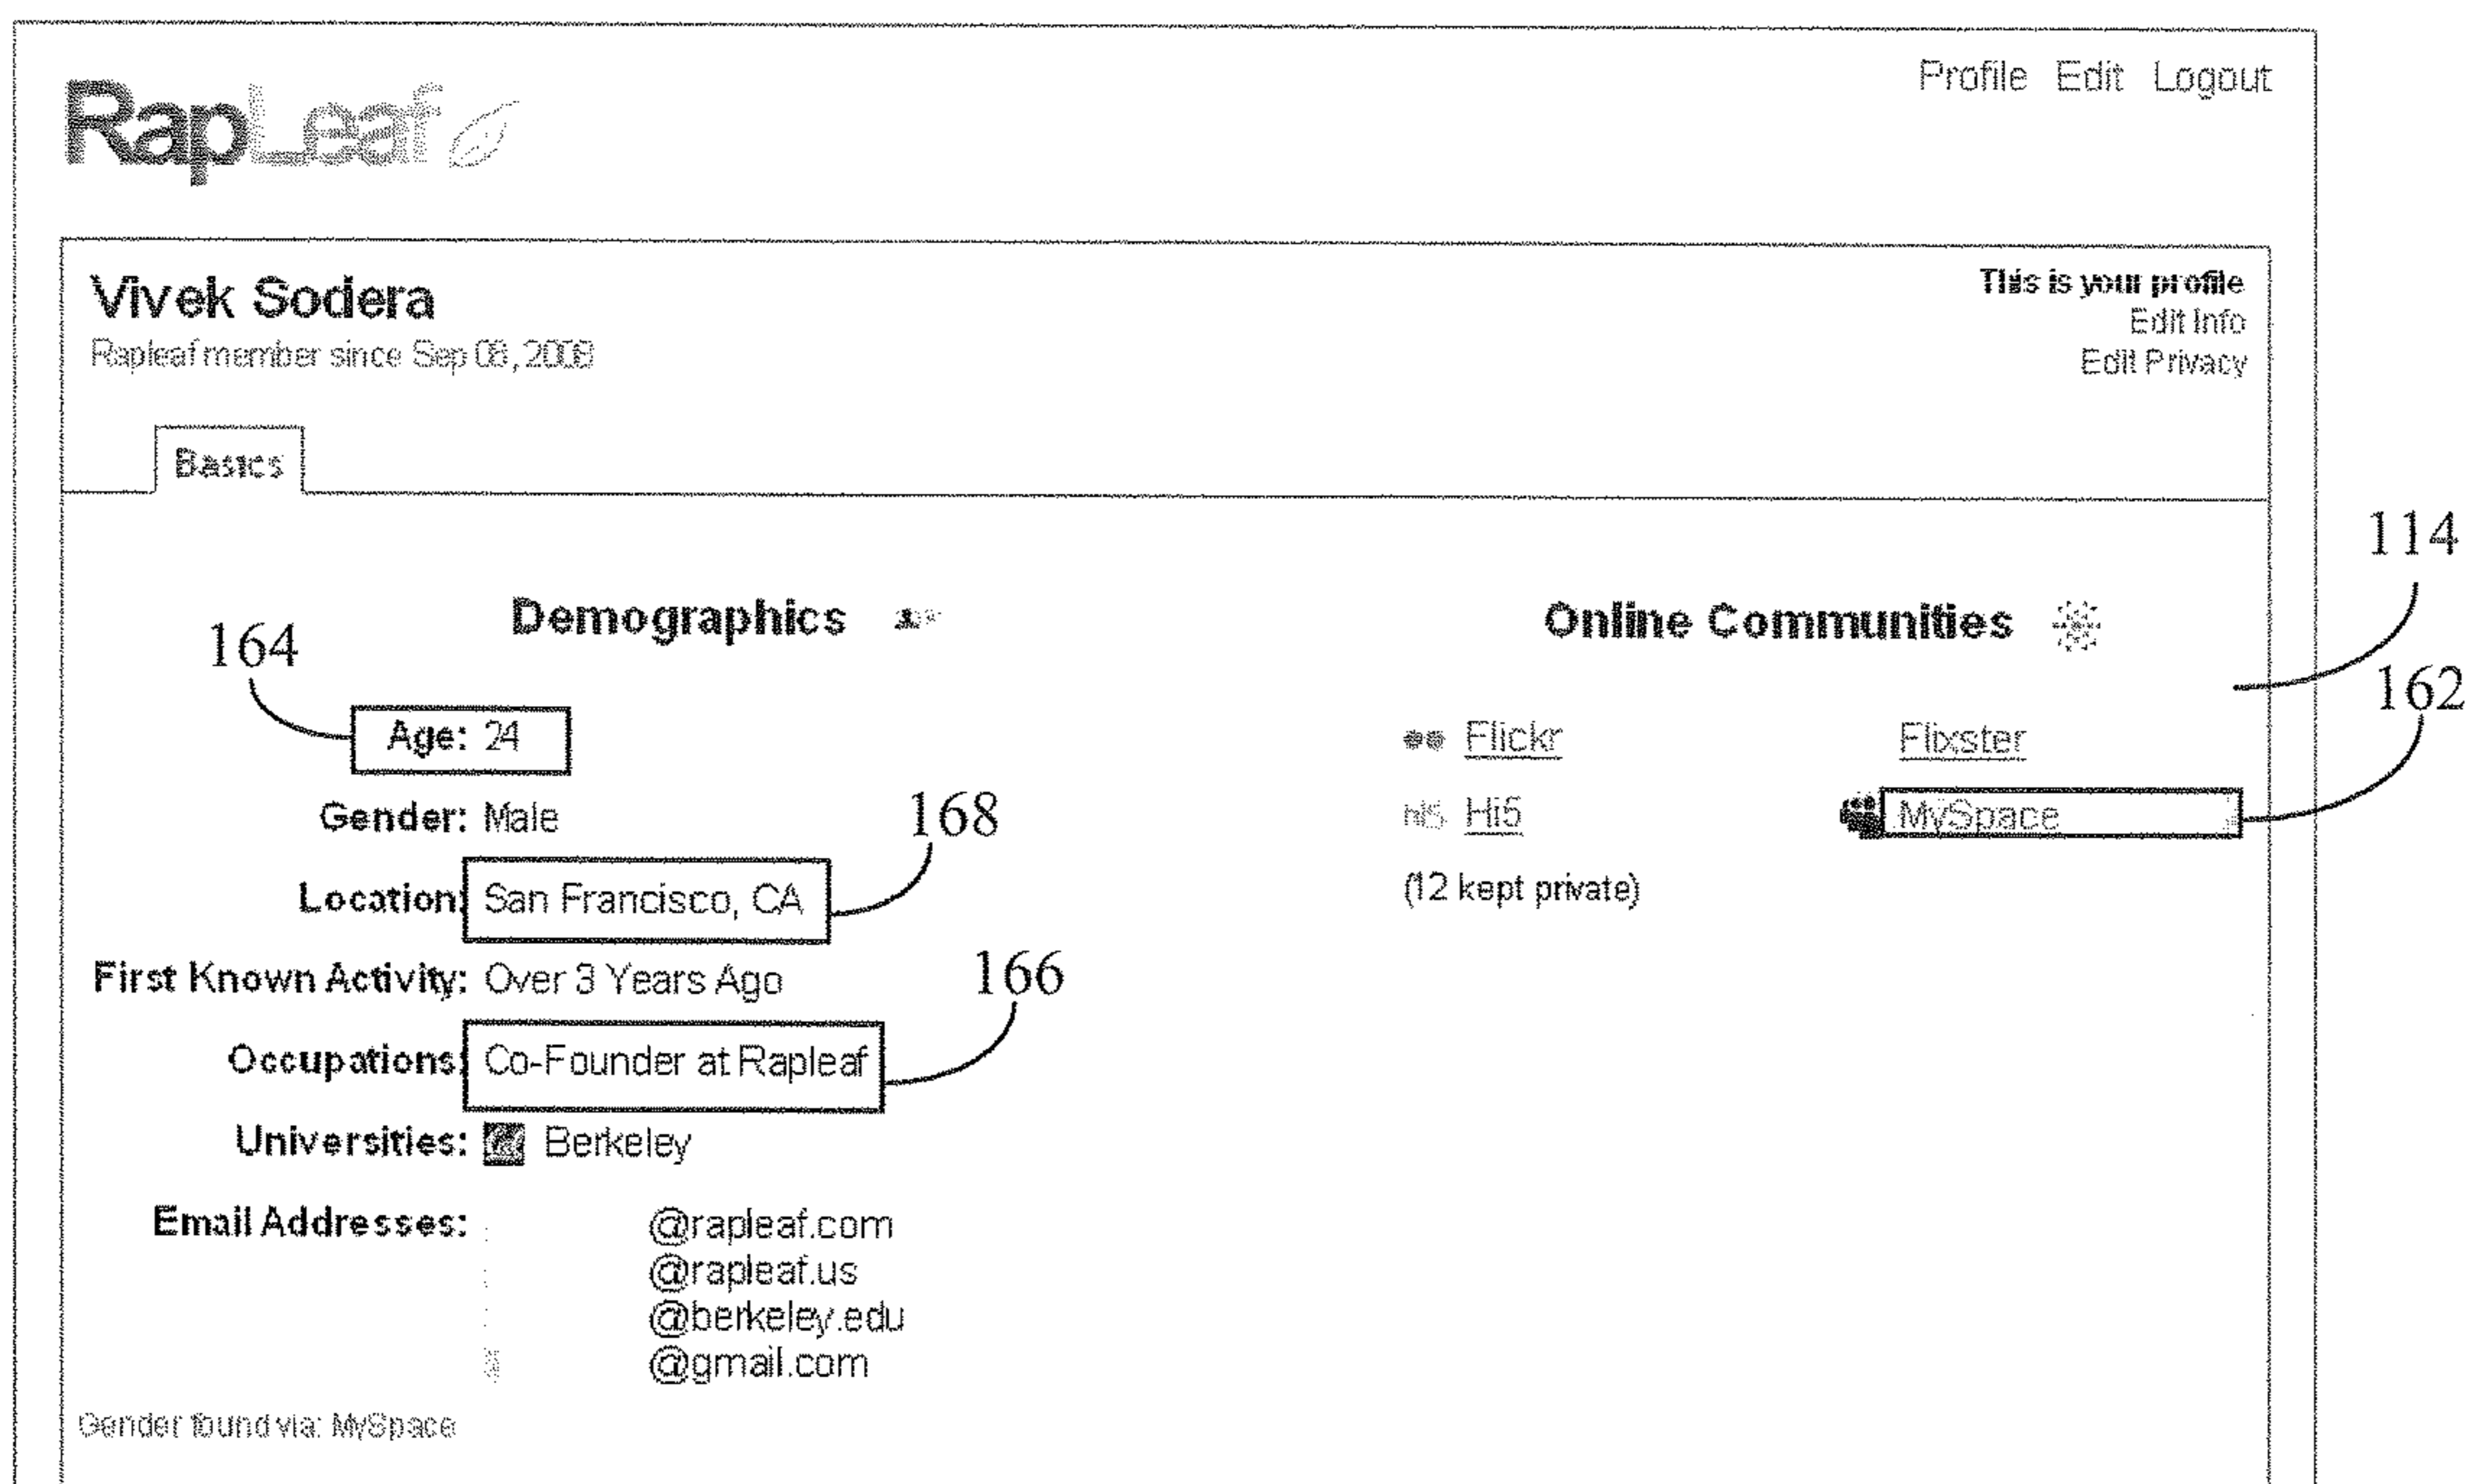 RapLeaf
Profile Edit Logout
Vivek Sodera
Rapleaf member since Sep 08, 2008
This is your profile
Edit Info
Edit Privacy
Basics
114
Demographics
Online Communities
164
162
Age: 24
Flickr
Flixster
Gender: Male
168
hi5 Hi5
MySpace
Location: San Francisco, CA
(12 kept private)
First Known Activity: Over 3 Years Ago
166
Occupations: Co-Founder at Rapleaf
Universities: Berkeley
Email Addresses: @rapleaf.com
@rapleaf.us
@berkeley.edu
@gmail.com
Gender found via: MySpace